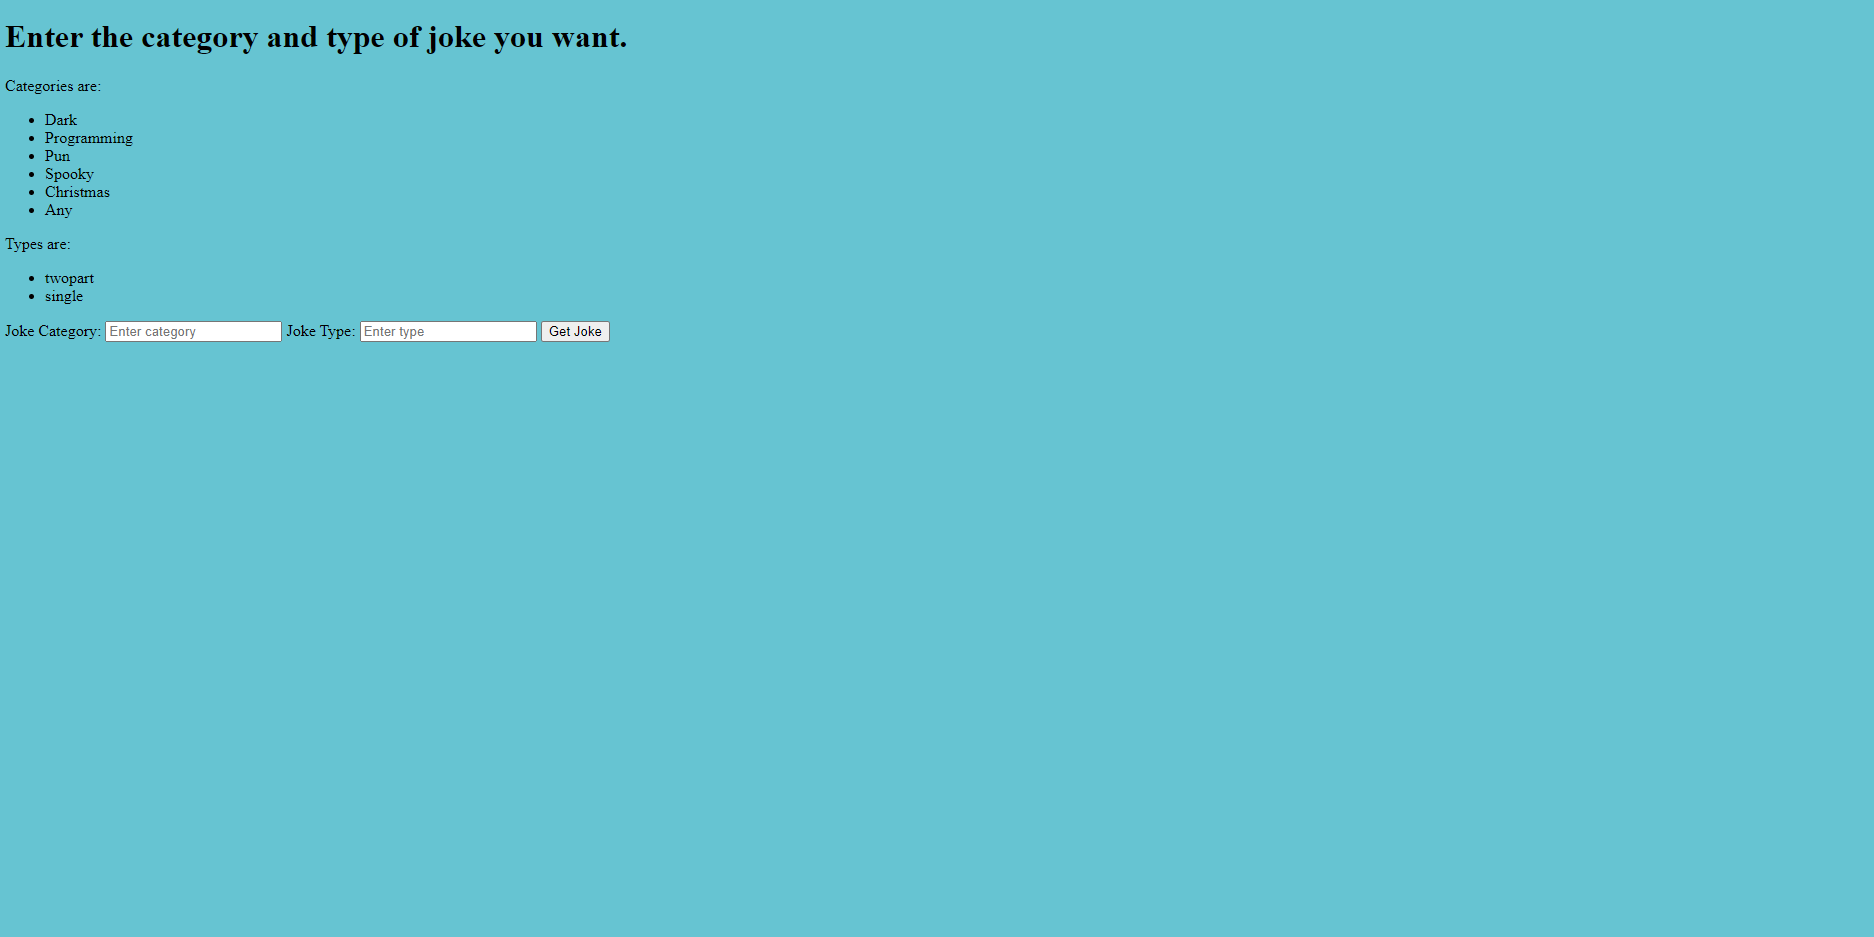 Enter the category and type of joke you want.
Categories are:
Dark
Programming
Pun
Spooky
Christmas
Any
Types are:
twopart
single
Joke Category: Enter category Joke Type: Enter type Get Joke